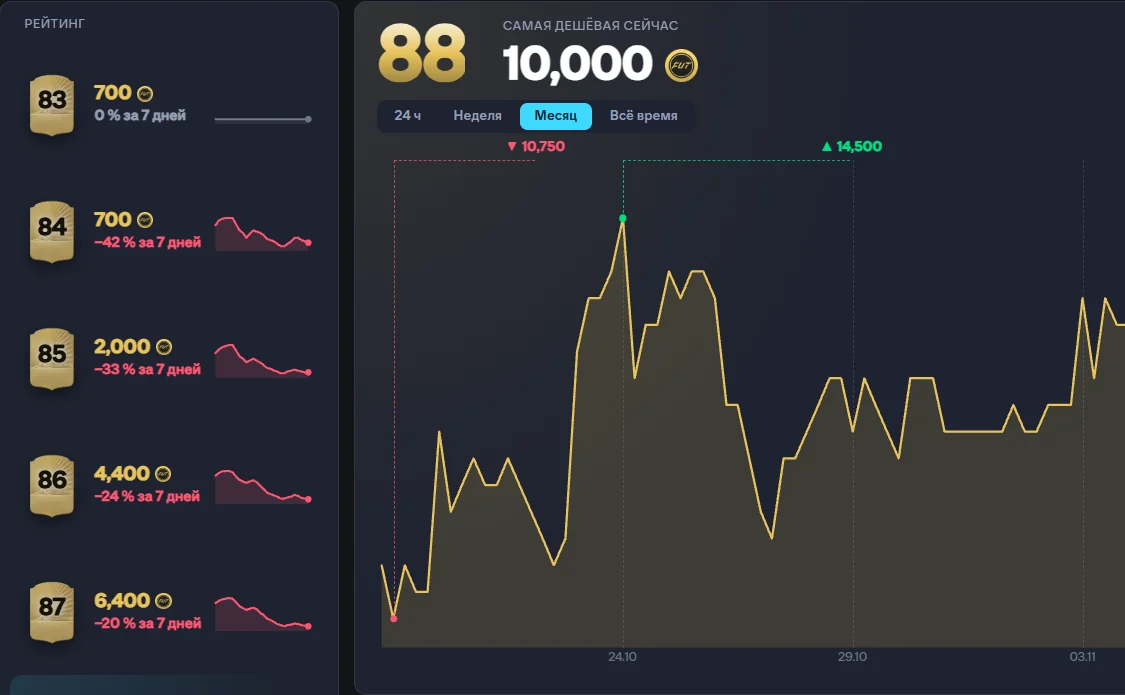 РЕЙТИНГ
83
700
0 % за 7 дней
84
700
−42 % за 7 дней
85
2,000
−33 % за 7 дней
86
4,400
−24 % за 7 дней
87
6,400
−20 % за 7 дней
88
САМАЯ ДЕШЁВАЯ СЕЙЧАС
10,000 FUT
24 ч Неделя Месяц Всё время
▼ 10,750 ▲ 14,500
24.10 29.10 03.11